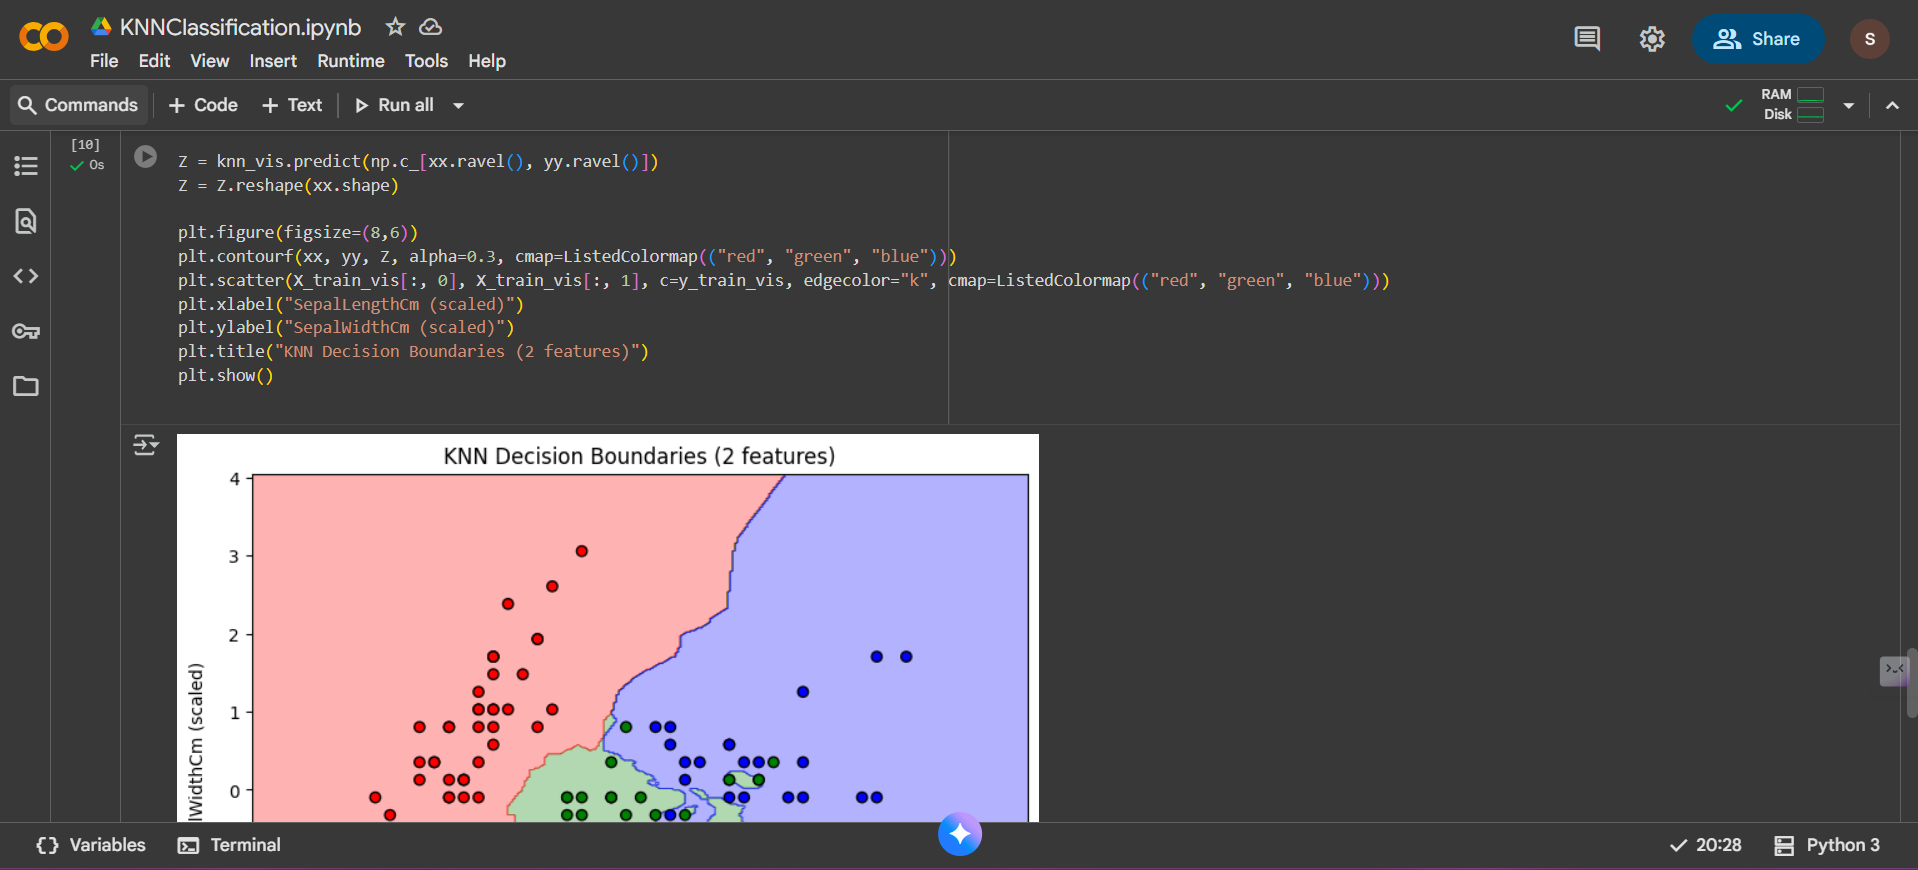 KNNClassification.ipynb
File Edit View Insert Runtime Tools Help
Share
S
Commands + Code + Text Run all
RAM
Disk
[10]
0s
Z = knn_vis.predict(np.c_[xx.ravel(), yy.ravel()])
Z = Z.reshape(xx.shape)
plt.figure(figsize=(8,6))
plt.contourf(xx, yy, Z, alpha=0.3, cmap=ListedColormap(("red", "green", "blue")))
plt.scatter(X_train_vis[:, 0], X_train_vis[:, 1], c=y_train_vis, edgecolor="k", cmap=ListedColormap(("red", "green", "blue")))
plt.xlabel("SepalLengthCm (scaled)")
plt.ylabel("SepalWidthCm (scaled)")
plt.title("KNN Decision Boundaries (2 features)")
plt.show()
KNN Decision Boundaries (2 features)
4
3
2
1
0
lWidthCm (scaled)
Variables
Terminal
20:28
Python 3